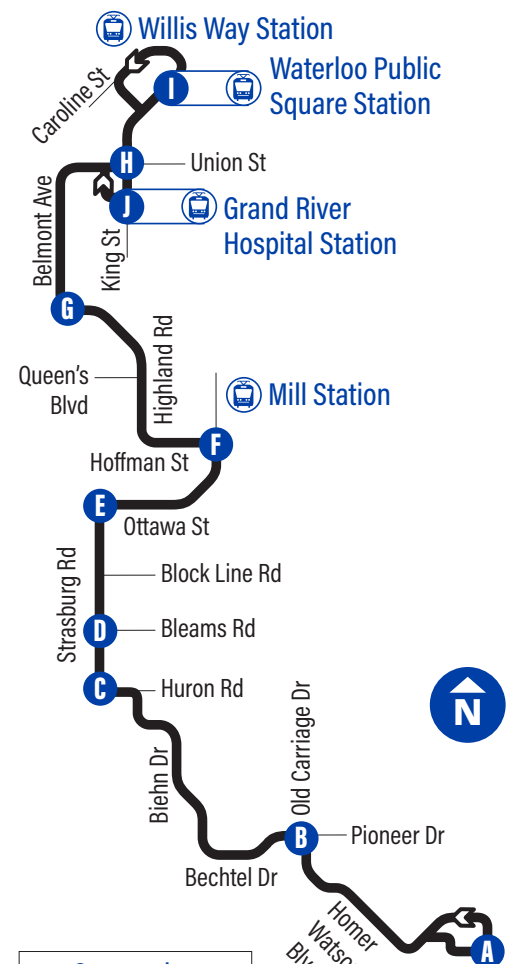 Willis Way Station
Waterloo Public
Square Station
Caroline St
I
H
Union St
Belmont Ave
J
King St
Grand River
Hospital Station
G
Highland Rd
Queen's
Blvd
Mill Station
F
Hoffman St
E
Ottawa St
Strasburg Rd
Block Line Rd
D
Bleams Rd
C
Huron Rd
N
Old Carriage Dr
Biehn Dr
B
Pioneer Dr
Bechtel Dr
Homer
A